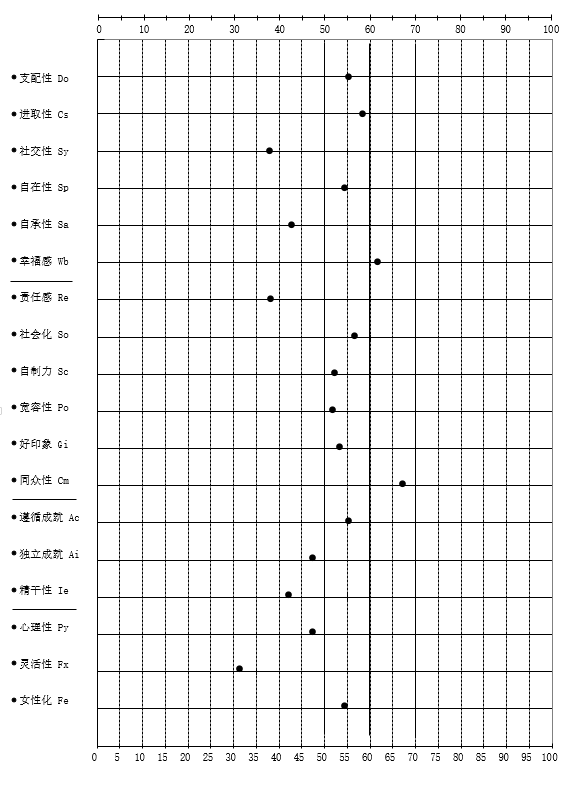 0 10 20 30 35 40 45 50 55 60 65 70 80 90 100
● 支配性 Do
● 进取性 Cs
● 社交性 Sy
● 自在性 Sp
● 自承性 Sa
● 幸福感 Wb
● 责任感 Re
● 社会化 So
● 自制力 Sc
● 宽容性 Po
● 好印象 Gi
● 同众性 Cm
● 遵循成就 Ac
● 独立成就 Ai
● 精干性 Ie
● 心理性 Py
● 灵活性 Fx
● 女性化 Fe
0 5 10 15 20 25 30 35 40 45 50 55 60 65 70 75 80 85 90 95 100